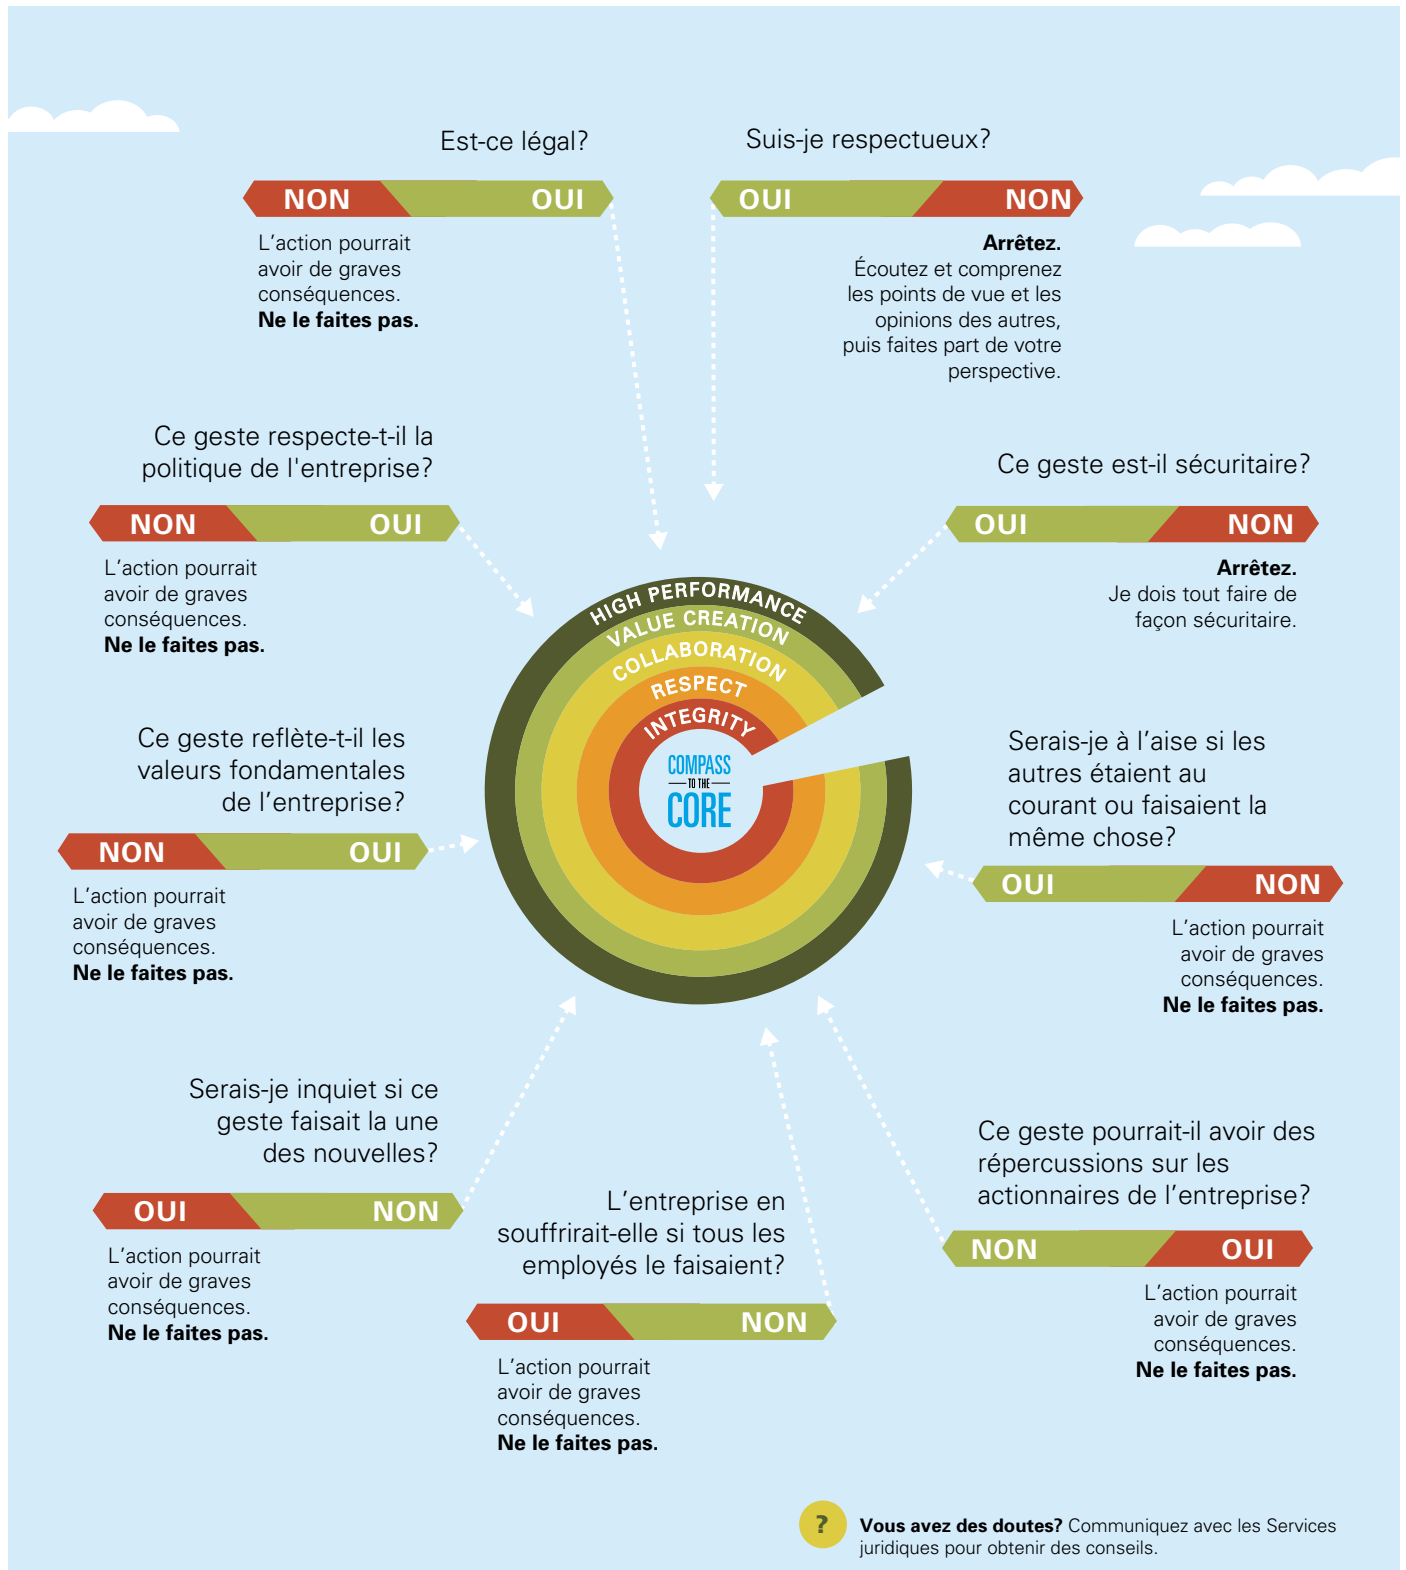 Est-ce légal?
NON OUI
L'action pourrait
avoir de graves
conséquences.
Ne le faites pas.
Suis-je respectueux?
OUI NON
Arrêtez.
Écoutez et comprenez
les points de vue et les
opinions des autres,
puis faites part de votre
perspective.
Ce geste respecte-t-il la
politique de l'entreprise?
NON OUI
L'action pourrait
avoir de graves
conséquences.
Ne le faites pas.
Ce geste est-il sécuritaire?
OUI NON
Arrêtez.
Je dois tout faire de
façon sécuritaire.
HIGH PERFORMANCE
VALUE CREATION
COLLABORATION
RESPECT
INTEGRITY
COMPASS
TO THE
CORE
Ce geste reflète-t-il les
valeurs fondamentales
de l'entreprise?
NON OUI
L'action pourrait
avoir de graves
conséquences.
Ne le faites pas.
Serais-je à l'aise si les
autres étaient au
courant ou faisaient la
même chose?
OUI NON
L'action pourrait
avoir de graves
conséquences.
Ne le faites pas.
Serais-je inquiet si ce
geste faisait la une
des nouvelles?
OUI NON
L'action pourrait
avoir de graves
conséquences.
Ne le faites pas.
L'entreprise en
souffrirait-elle si tous les
employés le faisaient?
OUI NON
L'action pourrait
avoir de graves
conséquences.
Ne le faites pas.
Ce geste pourrait-il avoir des
répercussions sur les
actionnaires de l'entreprise?
NON OUI
L'action pourrait
avoir de graves
conséquences.
Ne le faites pas.
? Vous avez des doutes? Communiquez avec les Services
juridiques pour obtenir des conseils.